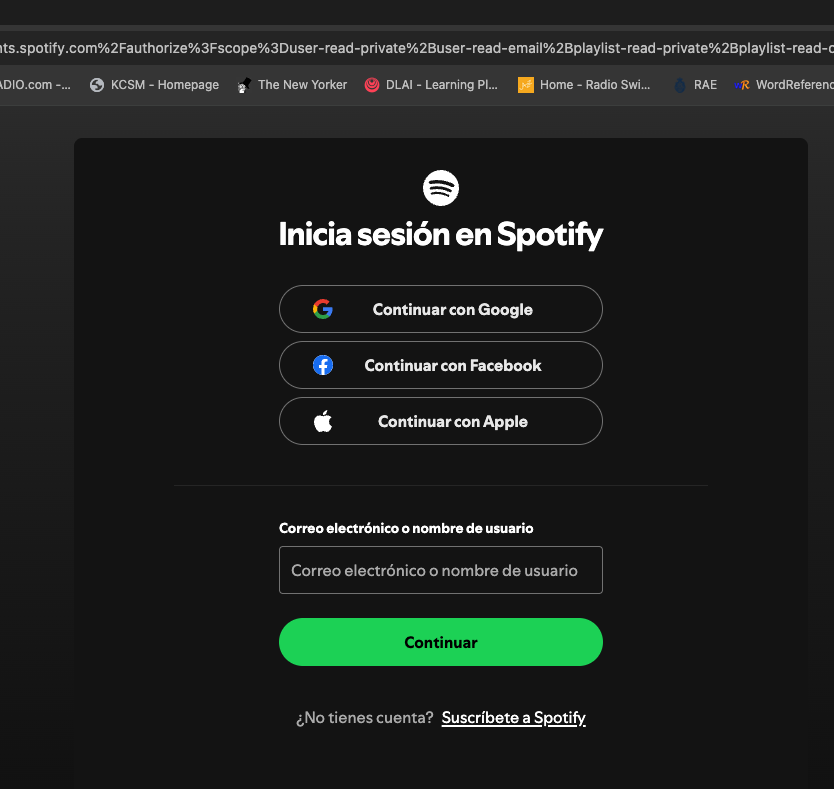 nts.spotify.com%2Fauthorize%3Fscope%3Duser-read-private%2Buser-read-email%2Bplaylist-read-private%2Bplaylist-read-c
ADIO.com –... KCSM – Homepage The New Yorker DLAI - Learning Pl... Home - Radio Swi... RAE WordReferenc
Inicia sesión en Spotify
Continuar con Google
Continuar con Facebook
Continuar con Apple
Correo electrónico o nombre de usuario
Correo electrónico o nombre de usuario
Continuar
¿No tienes cuenta? Suscríbete a Spotify